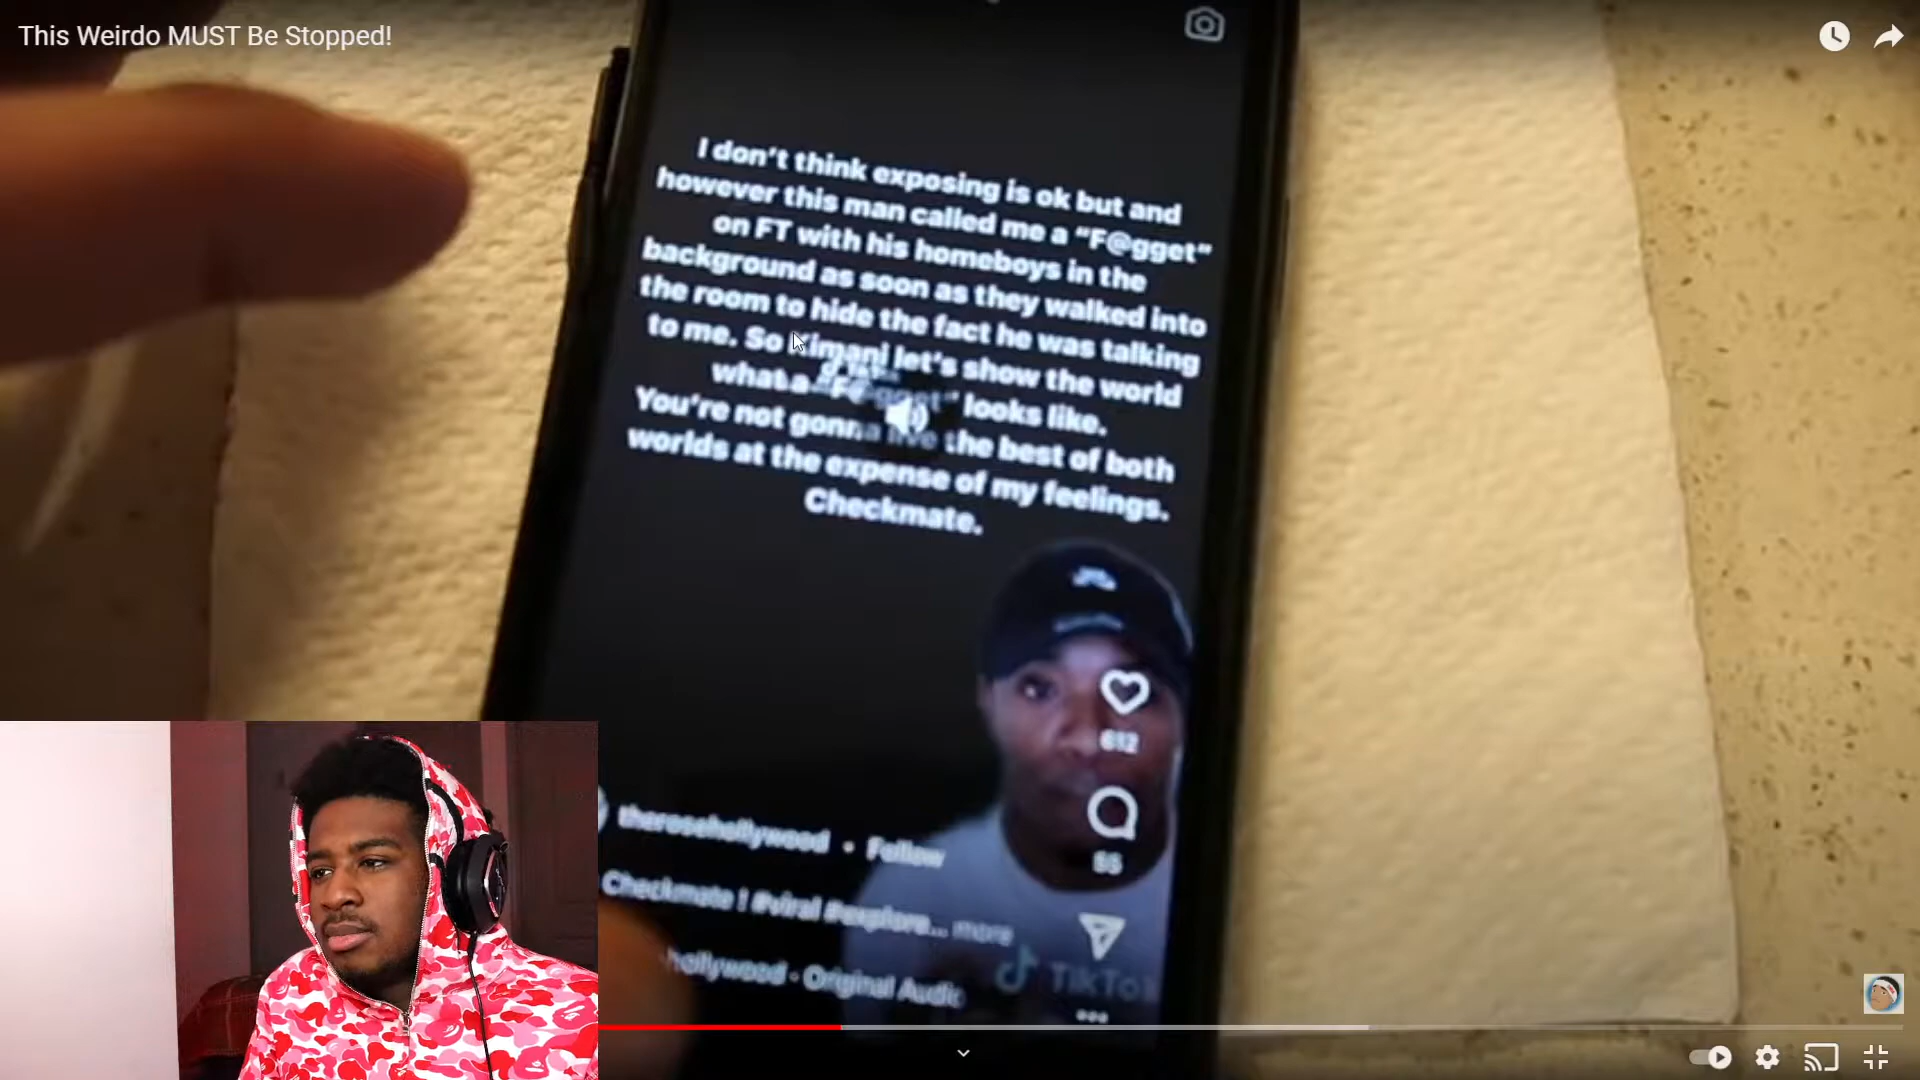 This Weirdo MUST Be Stopped!
I don't think exposing is ok but and
however this man called me a "F@gget"
on FT with his homeboys in the
background as soon as they walked into
the room to hide the fact he was talking
to me. So Kimani let's show the world
what a looks like.
You're not gonna live the best of both
worlds at the expense of my feelings.
Checkmate.
612
55
therosehollywood • Follow
Checkmate ! #viral #explore... more
hollywood • Original Audio
TikTo